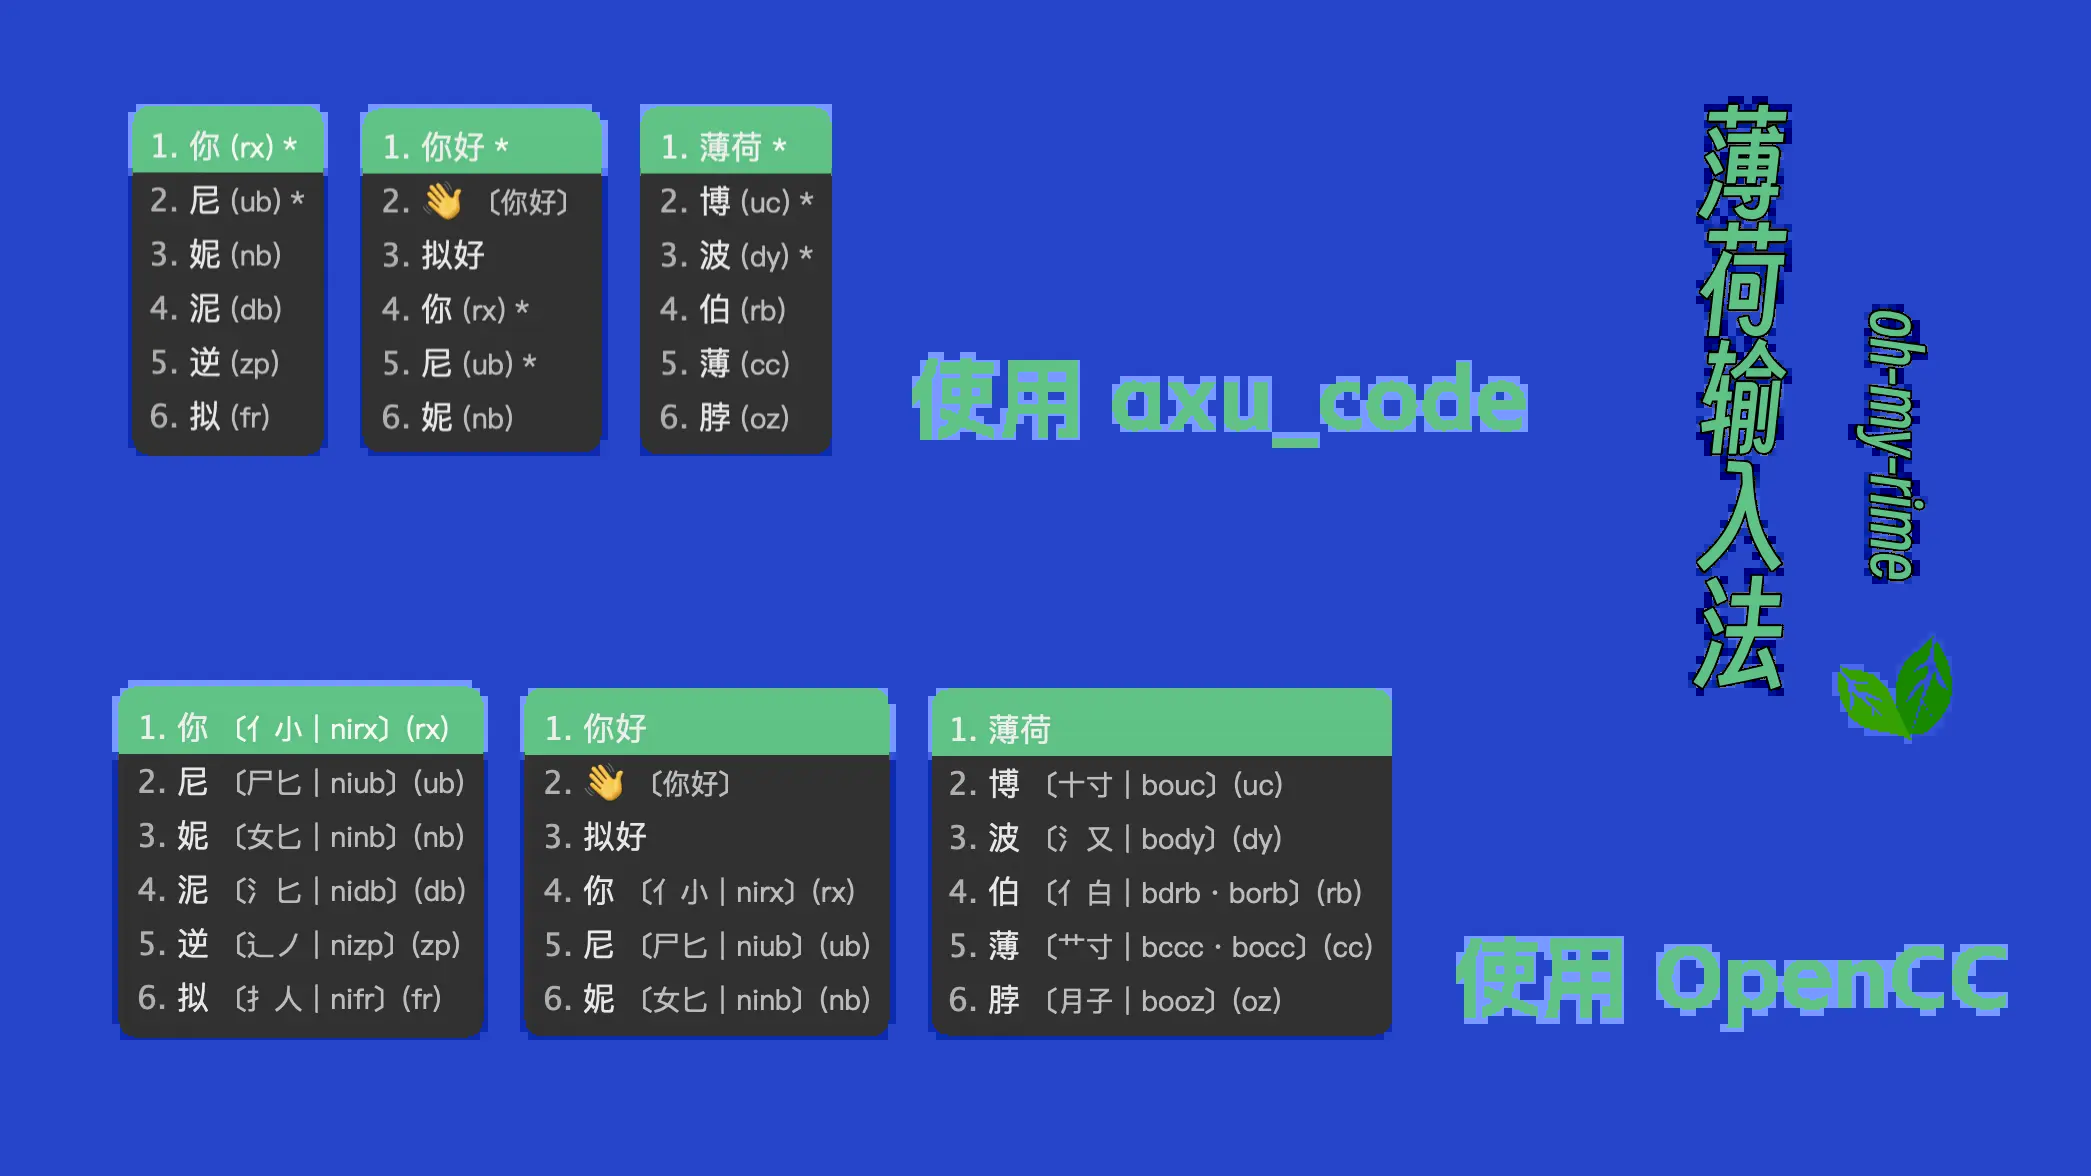 1. 你 (rx) *
2. 尼 (ub) *
3. 妮 (nb)
4. 泥 (db)
5. 逆 (zp)
6. 拟 (fr)
1. 你好 *
2. 👋 〔你好〕
3. 拟好
4. 你 (rx) *
5. 尼 (ub) *
6. 妮 (nb)
1. 薄荷 *
2. 博 (uc) *
3. 波 (dy) *
4. 伯 (rb)
5. 薄 (cc)
6. 脖 (oz)
使用 axu_code
薄荷输入法
oh-my-rime
1. 你 〔亻小｜nirx〕(rx)
2. 尼 〔尸匕｜niub〕(ub)
3. 妮 〔女匕｜ninb〕(nb)
4. 泥 〔氵匕｜nidb〕(db)
5. 逆 〔辶丿｜nizp〕(zp)
6. 拟 〔扌人｜nifr〕(fr)
1. 你好
2. 👋 〔你好〕
3. 拟好
4. 你 〔亻小｜nirx〕(rx)
5. 尼 〔尸匕｜niub〕(ub)
6. 妮 〔女匕｜ninb〕(nb)
1. 薄荷
2. 博 〔十寸｜bouc〕(uc)
3. 波 〔氵又｜body〕(dy)
4. 伯 〔亻白｜bdrb · borb〕(rb)
5. 薄 〔艹寸｜bccc · bocc〕(cc)
6. 脖 〔月子｜booz〕(oz)
使用 OpenCC